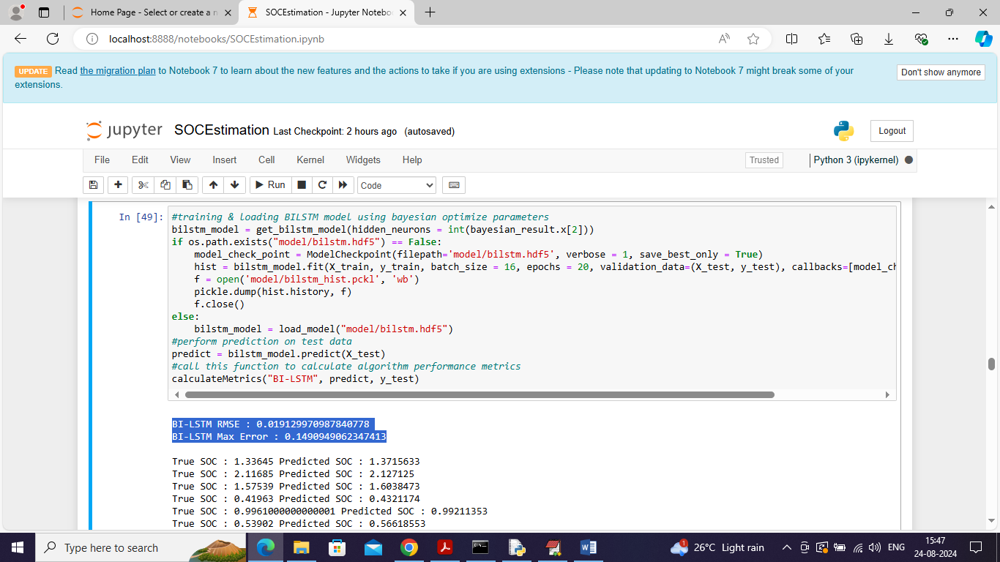 Home Page - Select or create a n
SOCEstimation - Jupyter Noteboo
localhost:8888/notebooks/SOCEstimation.ipynb
UPDATE Read the migration plan to Notebook 7 to learn about the new features and the actions to take if you are using extensions - Please note that updating to Notebook 7 might break some of your
extensions.
Don't show anymore
jupyter SOCEstimation Last Checkpoint: 2 hours ago (autosaved)
Logout
File Edit View Insert Cell Kernel Widgets Help
Trusted
Python 3 (ipykernel)
Run
Code
In [49]:
#training & loading BILSTM model using bayesian optimize parameters
bilstm_model = get_bilstm_model(hidden_neurons = int(bayesian_result.x[2]))
if os.path.exists("model/bilstm.hdf5") == False:
    model_check_point = ModelCheckpoint(filepath='model/bilstm.hdf5', verbose = 1, save_best_only = True)
    hist = bilstm_model.fit(X_train, y_train, batch_size = 16, epochs = 20, validation_data=(X_test, y_test), callbacks=[model_ch
    f = open('model/bilstm_hist.pckl', 'wb')
    pickle.dump(hist.history, f)
    f.close()
else:
    bilstm_model = load_model("model/bilstm.hdf5")
#perform prediction on test data
predict = bilstm_model.predict(X_test)
#call this function to calculate algorithm performance metrics
calculateMetrics("BI-LSTM", predict, y_test)
BI-LSTM RMSE : 0.019129970987840778
BI-LSTM Max Error : 0.1490949062347413
True SOC : 1.33645 Predicted SOC : 1.3715633
True SOC : 2.11685 Predicted SOC : 2.127125
True SOC : 1.57539 Predicted SOC : 1.6038473
True SOC : 0.41963 Predicted SOC : 0.4321174
True SOC : 0.9961000000000001 Predicted SOC : 0.99211353
True SOC : 0.53902 Predicted SOC : 0.56618553
Type here to search
1
26°C Light rain
ENG
15:47
24-08-2024